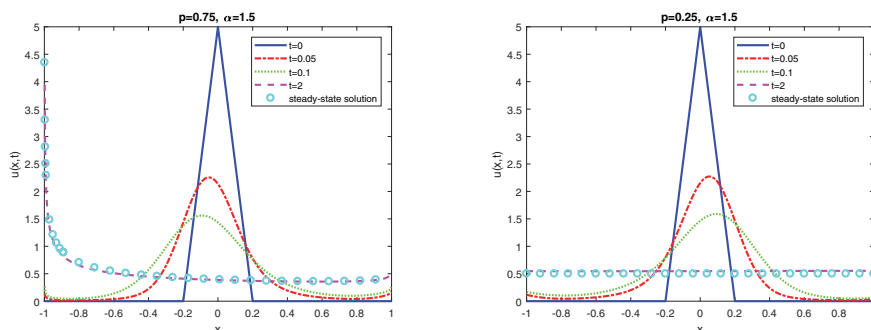 p=0.75, α=1.5
5
4.5
4
3.5
3
2.5
2
1.5
1
0.5
0
u(x,t)
t=0
t=0.05
t=0.1
t=2
steady-state solution
-1 -0.8 -0.6 -0.4 -0.2 0 0.2 0.4 0.6 0.8 1
x
p=0.25, α=1.5
5
4.5
4
3.5
3
2.5
2
1.5
1
0.5
0
u(x,t)
t=0
t=0.05
t=0.1
t=2
steady-state solution
-1 -0.8 -0.6 -0.4 -0.2 0 0.2 0.4 0.6 0.8
x